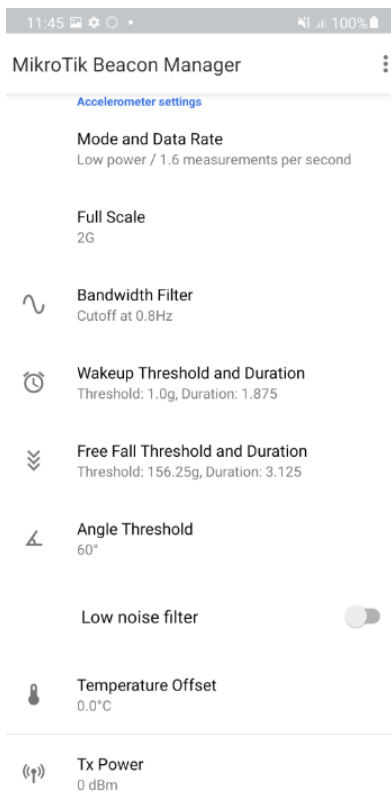 11:45
100%
MikroTik Beacon Manager
Accelerometer settings
Mode and Data Rate
Low power / 1.6 measurements per second
Full Scale
2G
Bandwidth Filter
Cutoff at 0.8Hz
Wakeup Threshold and Duration
Threshold: 1.0g, Duration: 1.875
Free Fall Threshold and Duration
Threshold: 156.25g, Duration: 3.125
Angle Threshold
60°
Low noise filter
Temperature Offset
0.0°C
Tx Power
0 dBm